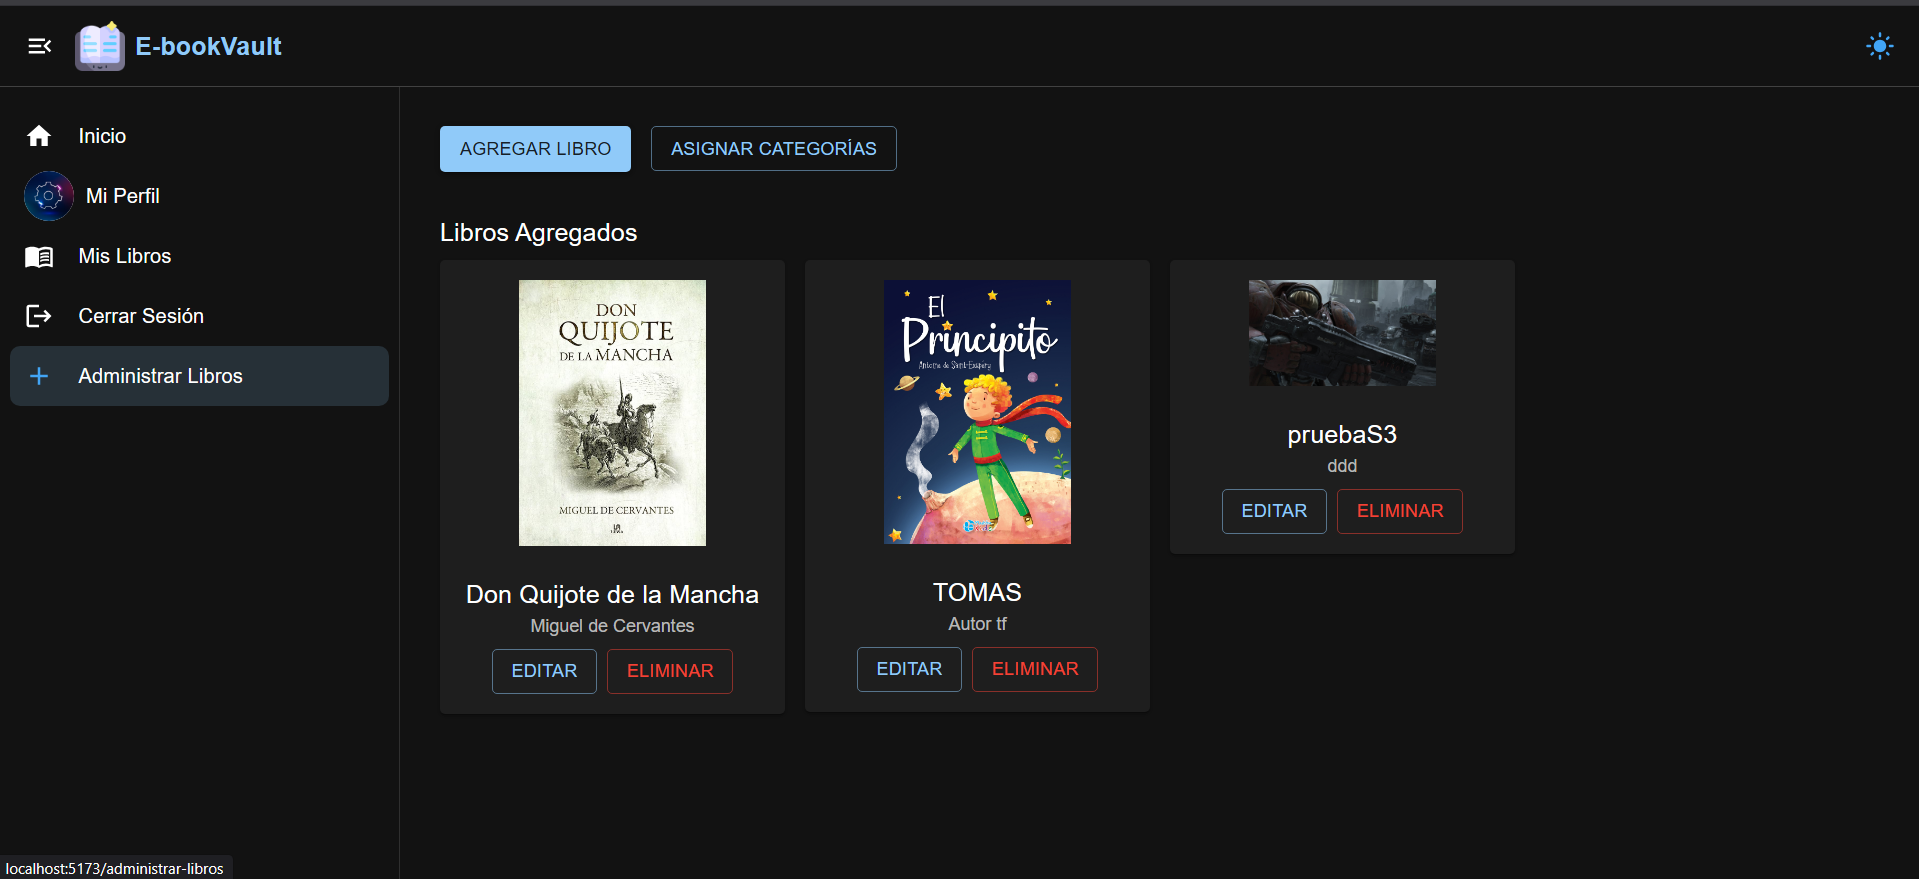 E-bookVault
Inicio
Mi Perfil
Mis Libros
Cerrar Sesión
Administrar Libros
AGREGAR LIBRO
ASIGNAR CATEGORÍAS
Libros Agregados
DON
QUIJOTE
DE LA MANCHA
MIGUEL DE CERVANTES
Don Quijote de la Mancha
Miguel de Cervantes
EDITAR
ELIMINAR
El
Principito
Antoine de Saint-Exupéry
TOMAS
Autor tf
EDITAR
ELIMINAR
pruebaS3
ddd
EDITAR
ELIMINAR
localhost:5173/administrar-libros